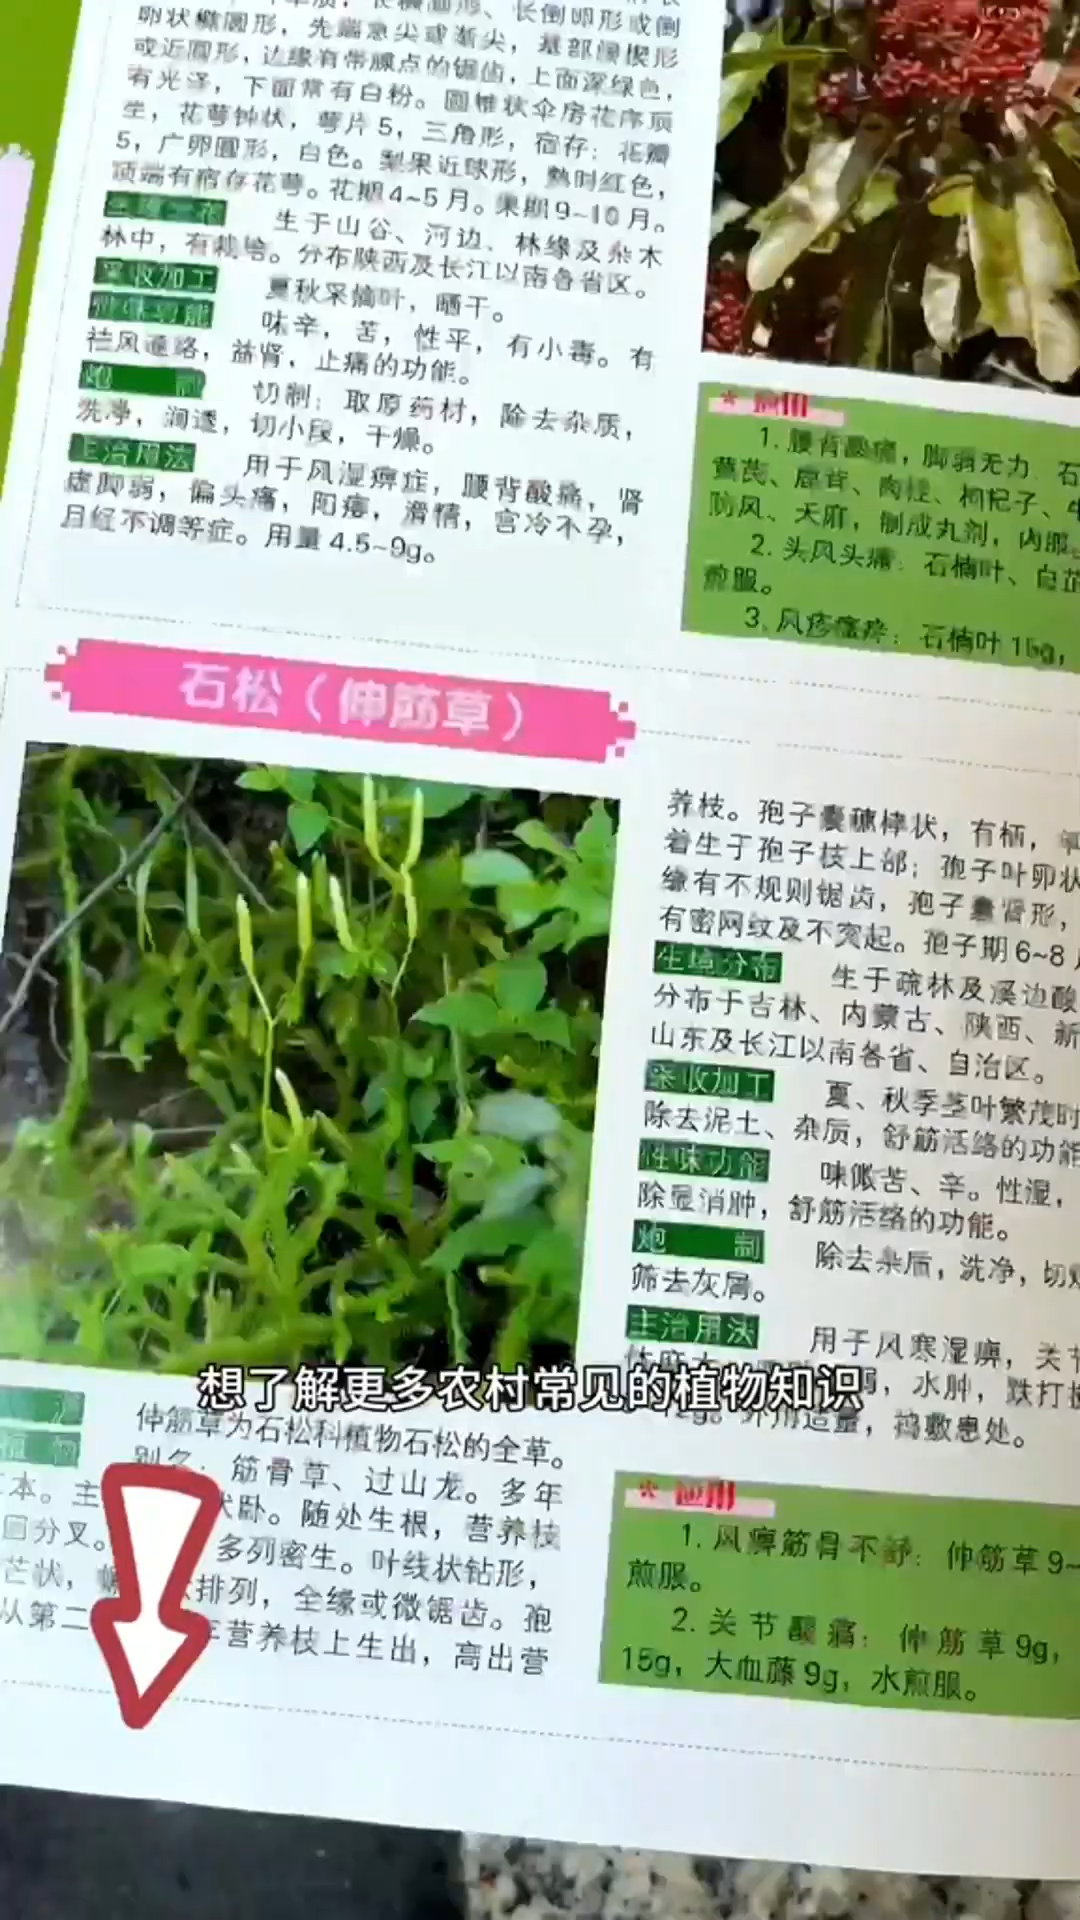 卵状椭圆形，先端急尖或渐尖，基部阔楔形
或近圆形，边缘有带腺点的锯齿，上面深绿色，
有光泽，下面常有白粉。圆锥状伞房花序顶
生，花萼钟状，萼片5，三角形，宿存；花瓣
5，广卵圆形，白色。梨果近球形，熟时红色，
顶端有宿存花萼。花期4~5月。果期9~10月。
生于山谷、河边、林缘及杂木
林中，有栽培。分布陕西及长江以南各省区。
采收加工 夏秋采摘叶，晒干。
性味功能 味辛，苦，性平，有小毒。有
祛风通络，益肾，止痛的功能。
炮 制 切制：取原药材，除去杂质，
洗净，润透，切小段，干燥。
主治用法 用于风湿痹症，腰背酸痛，肾
虚脚弱，偏头痛，阳痿，滑精，宫冷不孕，
月经不调等症。用量4.5~9g。
* 应用
1. 腰背酸痛，脚弱无力：石
防风、天麻，制成丸剂，内服。
2. 头风头痛：石楠叶、白芷
煎服。
3. 风疹瘙痒：石楠叶15g，
石松（伸筋草）
伸筋草为石松科植物石松的全草。
别名：筋骨草、过山龙。多年
伏卧。随处生根，营养枝
多列密生。叶线状钻形，
芒状，排列，全缘或微锯齿。孢
从第二 营养枝上生出，高出营
养枝。孢子囊穗棒状，有柄，
着生于孢子枝上部；孢子叶卵状
缘有不规则锯齿，孢子囊肾形，
有密网纹及不突起。孢子期6~8月
生境分布 生于疏林及溪边酸
分布于吉林、内蒙古、陕西、新
山东及长江以南各省、自治区。
采收加工 夏、秋季茎叶繁茂时
除去泥土、杂质，舒筋活络的功能
性味功能 味微苦、辛。性湿，
除显消肿，舒筋活络的功能。
炮 制 除去杂质，洗净，切
筛去灰屑。
主治用法 用于风寒湿痹，关节
水肿，跌打损
外用适量，捣敷患处。
* 应用
1. 风痹筋骨不舒：伸筋草9~
煎服。
2. 关节酸痛：伸筋草9g，
15g，大血藤9g，水煎服。
想了解更多农村常见的植物知识